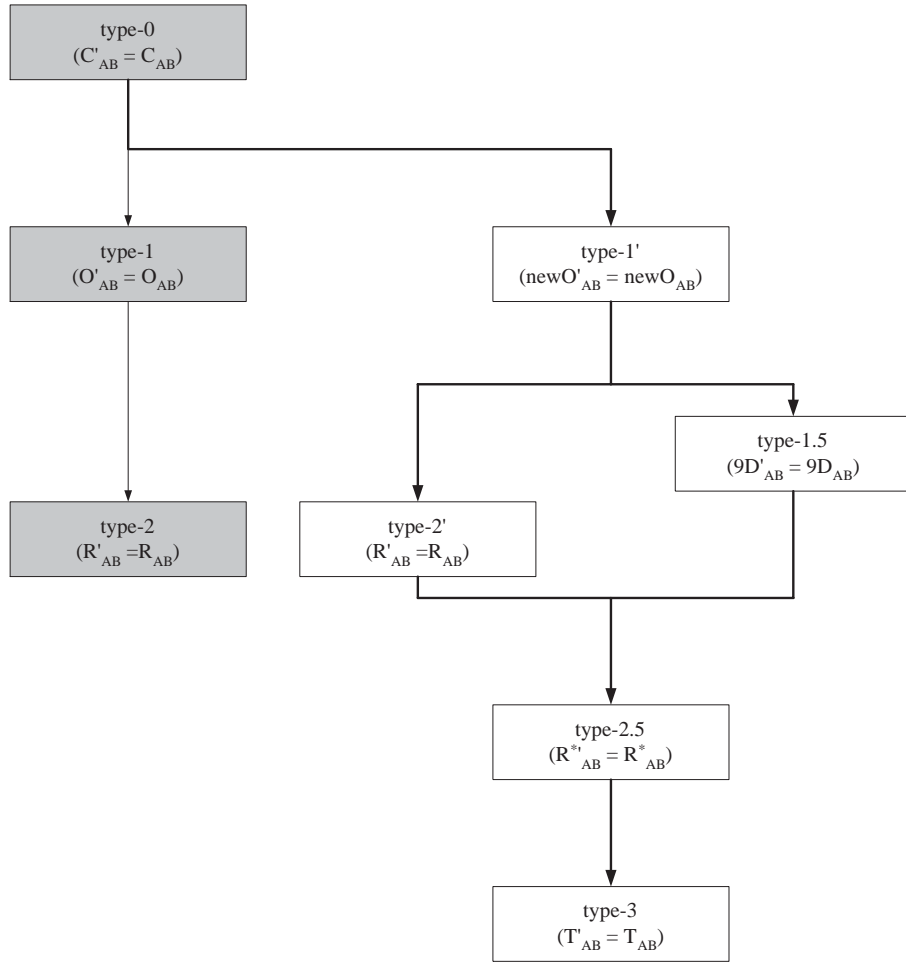 type-0
(C'AB = CAB)
type-1
(O'AB = OAB)
type-1'
(newO'AB = newOAB)
type-1.5
(9D'AB = 9DAB)
type-2
(R'AB =RAB)
type-2'
(R'AB =RAB)
type-2.5
(R*'AB = R*AB)
type-3
(T'AB = TAB)